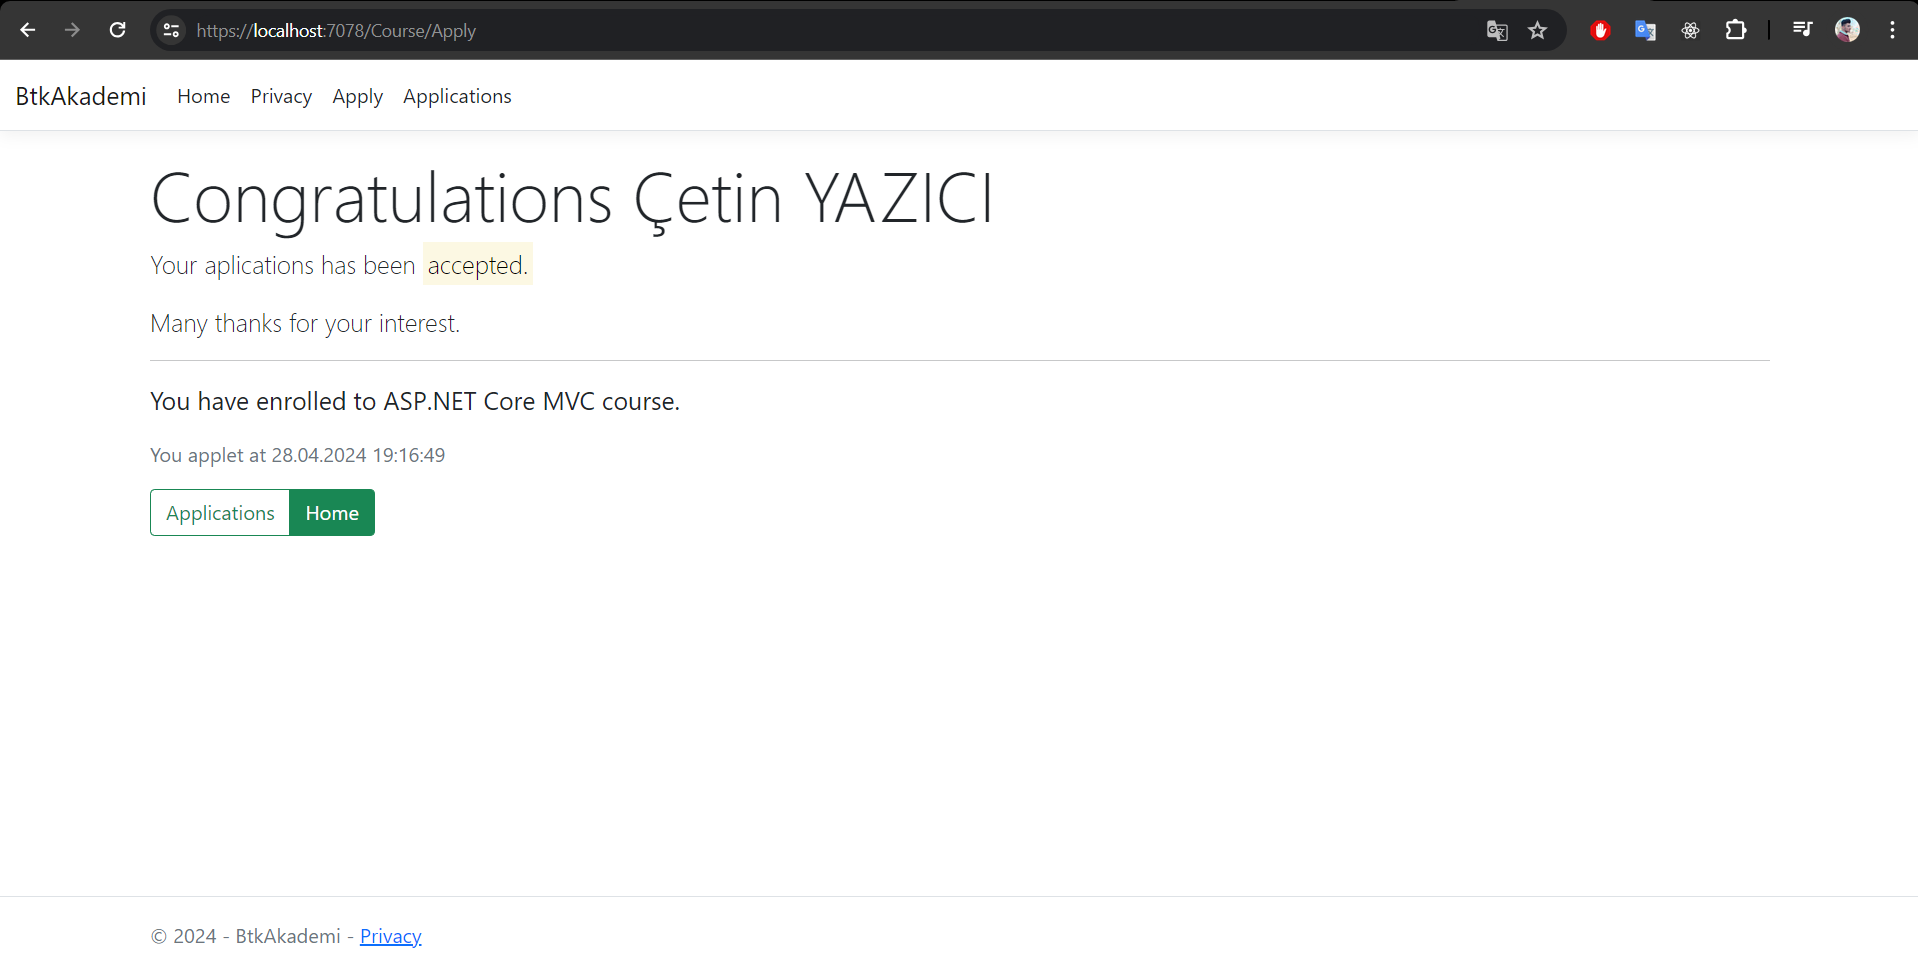 https://localhost:7078/Course/Apply
BtkAkademi Home Privacy Apply Applications
Congratulations Çetin YAZICI
Your aplications has been accepted.
Many thanks for your interest.
You have enrolled to ASP.NET Core MVC course.
You applet at 28.04.2024 19:16:49
Applications Home
© 2024 - BtkAkademi - Privacy